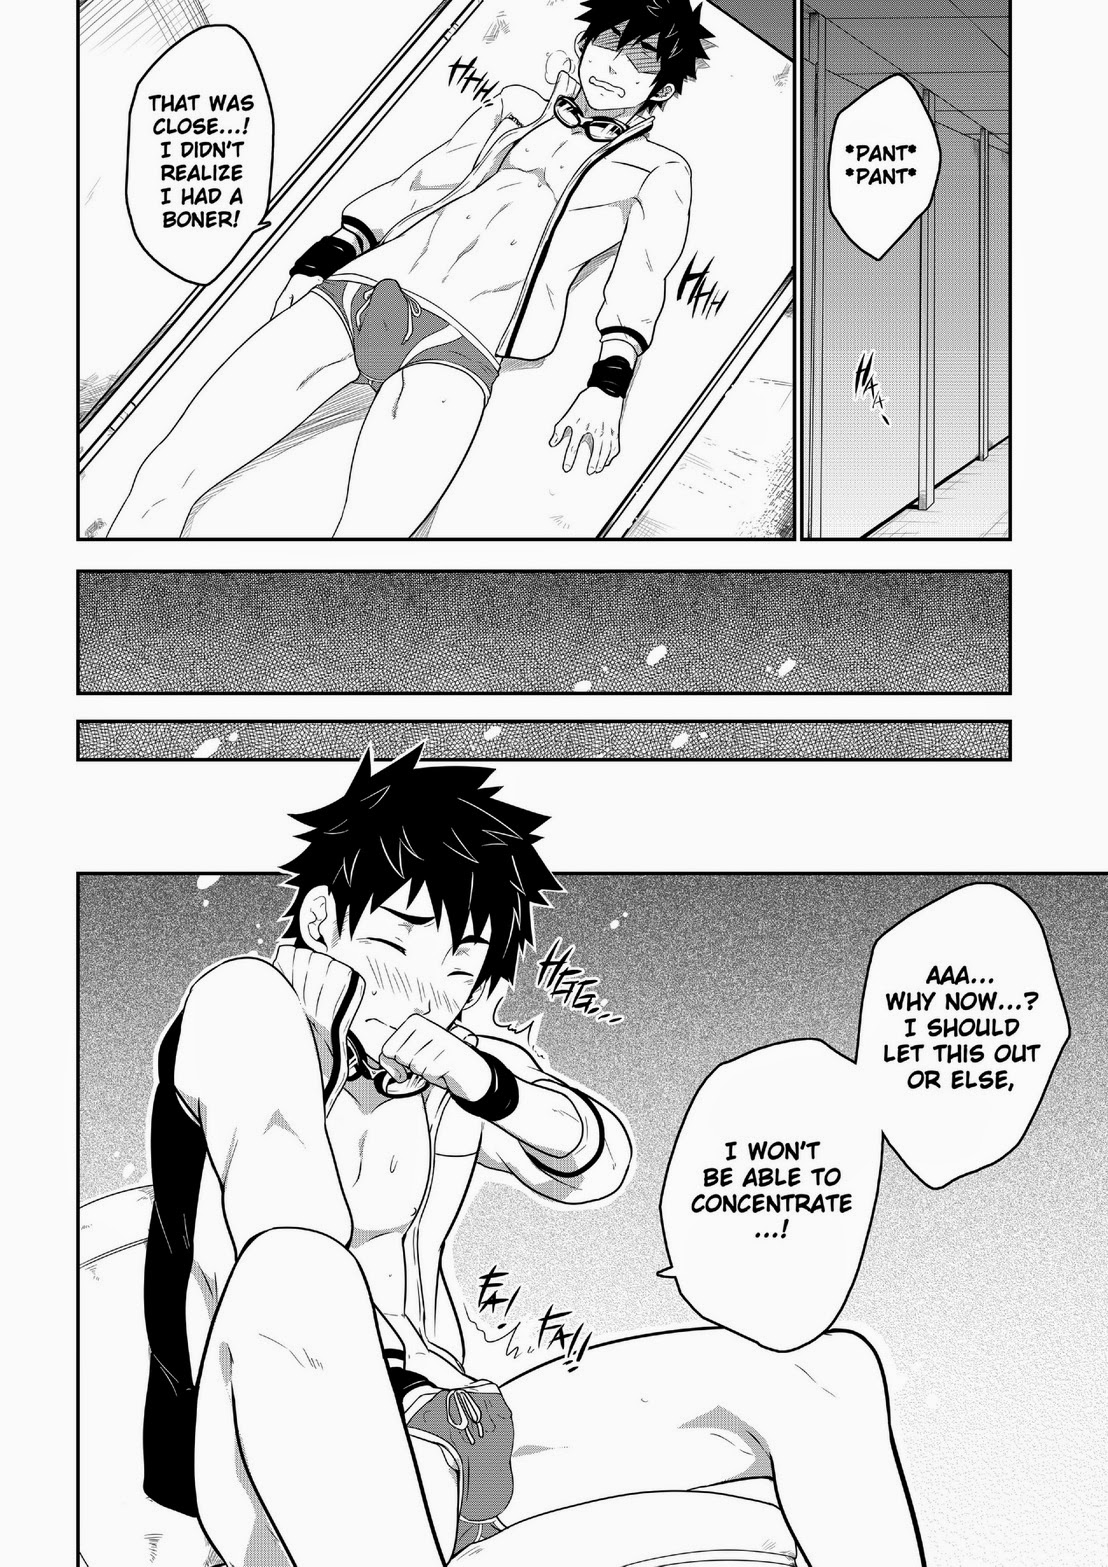 *PANT*
*PANT*
HAA..
THAT WAS
CLOSE...!
I DIDN'T
REALIZE
I HAD A
BONER!
HHH
HHH
AAA...
WHY NOW...?
I SHOULD
LET THIS OUT
OR ELSE,
I WON'T
BE ABLE TO
CONCENTRATE
...!
HGG...
FA!
FA!!